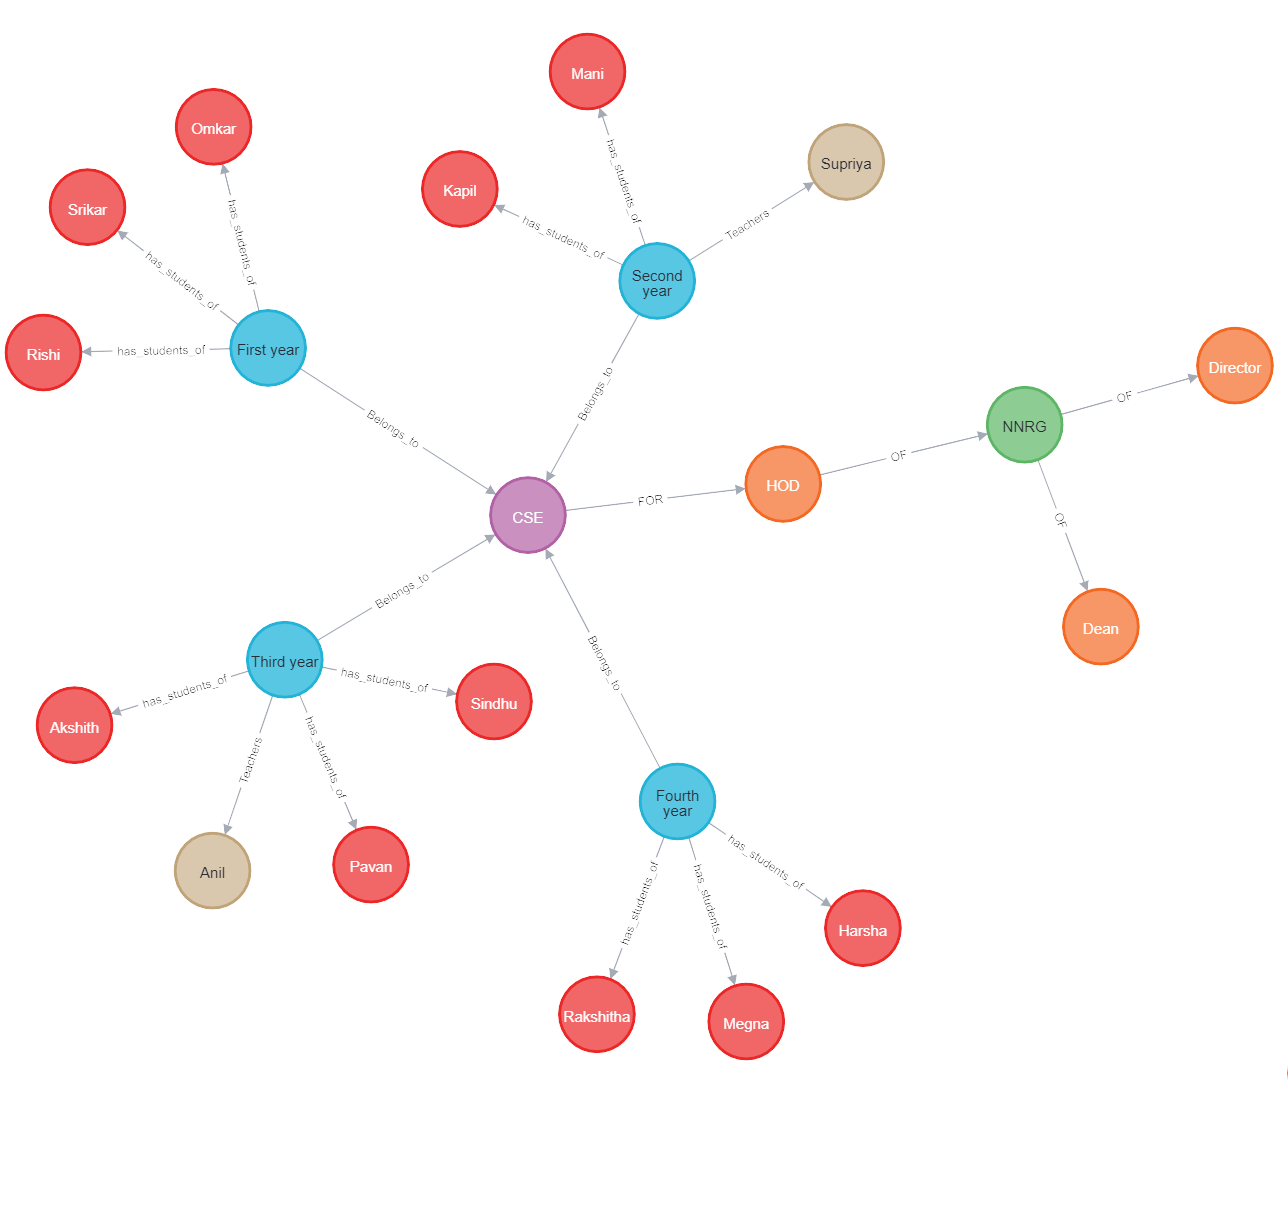 Mani
Omkar
Supriya
Kapil
Srikar
has_students_of
has_students_of
Teachers
has_students_of
has_students_of
Second
year
First year
has_students_of
Rishi
Director
OF
Belongs_to
Belongs_to
NNRG
OF
HOD
FOR
CSE
OF
Belongs_to
Dean
Belongs_to
Third year
has_students_of
has_students_of
Sindhu
Akshith
Teachers
has_students_of
Fourth
year
Anil
Pavan
has_students_of
has_students_of
has_students_of
Harsha
Rakshitha
Megna